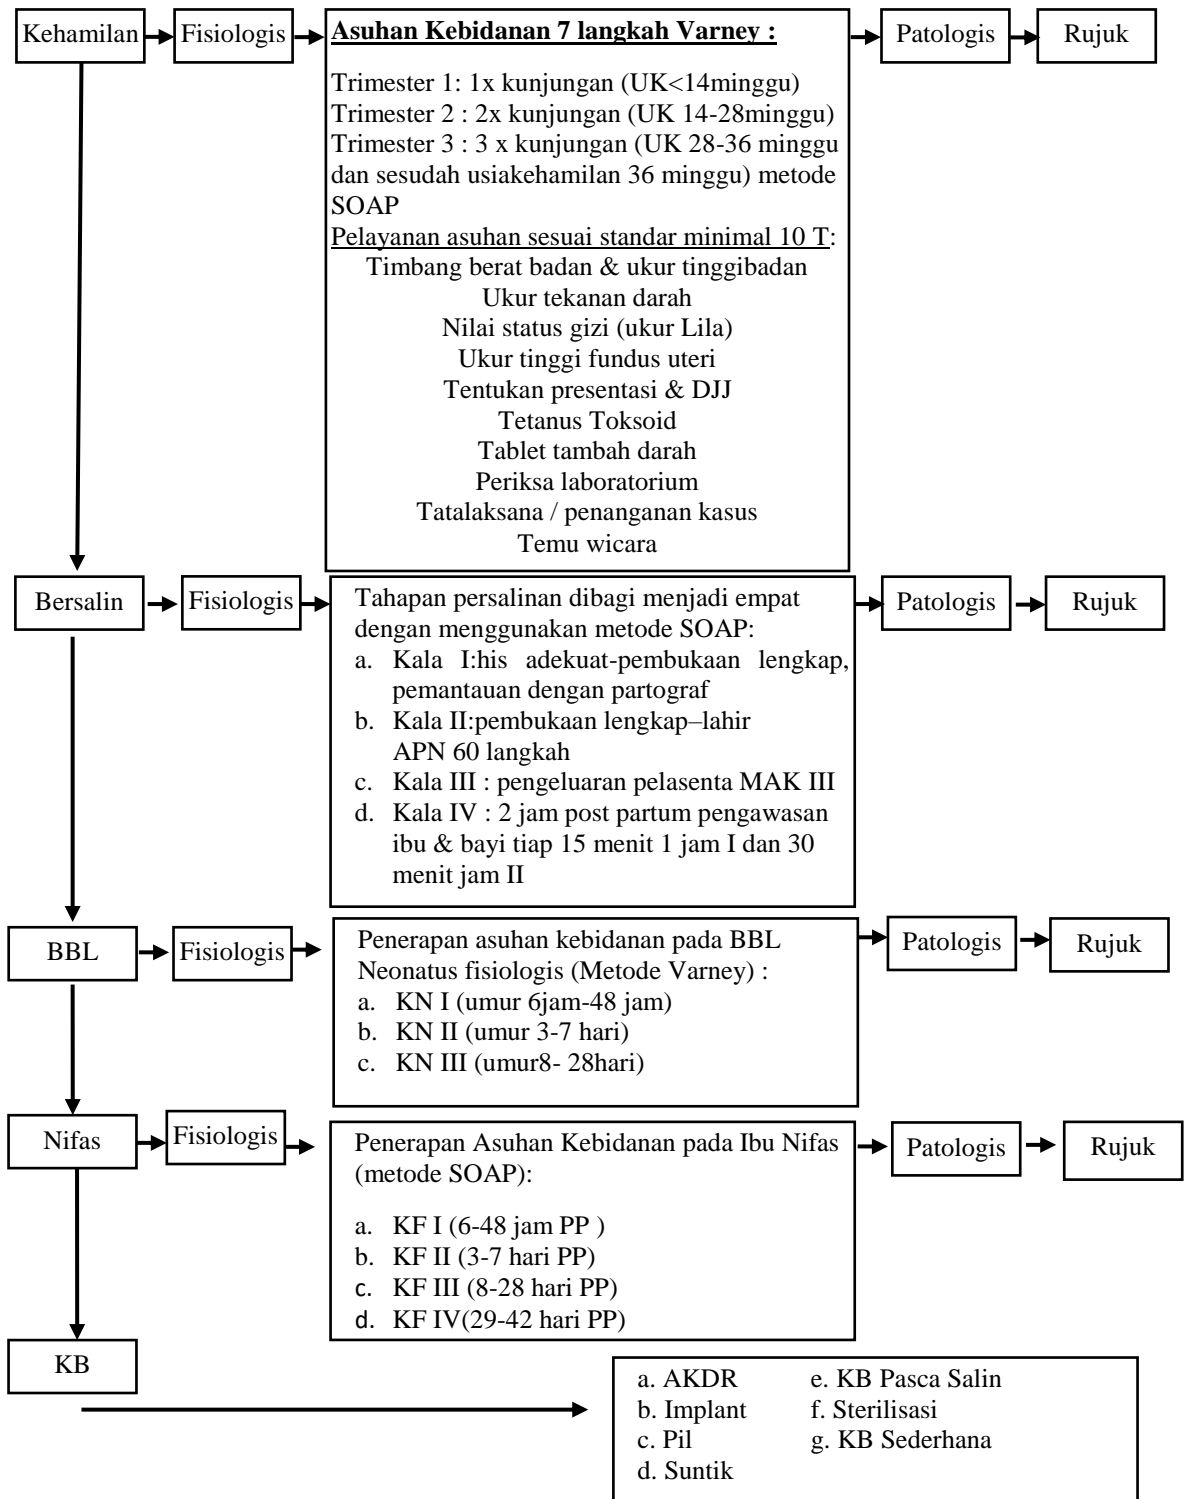 Kehamilan
Fisiologis
Asuhan Kebidanan 7 langkah Varney :
Trimester 1: 1x kunjungan (UK<14minggu)
Trimester 2 : 2x kunjungan (UK 14-28minggu)
Trimester 3 : 3 x kunjungan (UK 28-36 minggu
dan sesudah usiakehamilan 36 minggu) metode
SOAP
Pelayanan asuhan sesuai standar minimal 10 T:
Timbang berat badan & ukur tinggibadan
Ukur tekanan darah
Nilai status gizi (ukur Lila)
Ukur tinggi fundus uteri
Tentukan presentasi & DJJ
Tetanus Toksoid
Tablet tambah darah
Periksa laboratorium
Tatalaksana / penanganan kasus
Temu wicara
Patologis
Rujuk
Bersalin
Fisiologis
Tahapan persalinan dibagi menjadi empat
dengan menggunakan metode SOAP:
a. Kala I:his adekuat-pembukaan lengkap,
pemantauan dengan partograf
b. Kala II:pembukaan lengkap–lahir
APN 60 langkah
c. Kala III : pengeluaran pelasenta MAK III
d. Kala IV : 2 jam post partum pengawasan
ibu & bayi tiap 15 menit 1 jam I dan 30
menit jam II
Patologis
Rujuk
BBL
Fisiologis
Penerapan asuhan kebidanan pada BBL
Neonatus fisiologis (Metode Varney) :
a. KN I (umur 6jam-48 jam)
b. KN II (umur 3-7 hari)
c. KN III (umur8- 28hari)
Patologis
Rujuk
Nifas
Fisiologis
Penerapan Asuhan Kebidanan pada Ibu Nifas
(metode SOAP):
a. KF I (6-48 jam PP )
b. KF II (3-7 hari PP)
c. KF III (8-28 hari PP)
d. KF IV(29-42 hari PP)
Patologis
Rujuk
KB
a. AKDR
b. Implant
c. Pil
d. Suntik
e. KB Pasca Salin
f. Sterilisasi
g. KB Sederhana